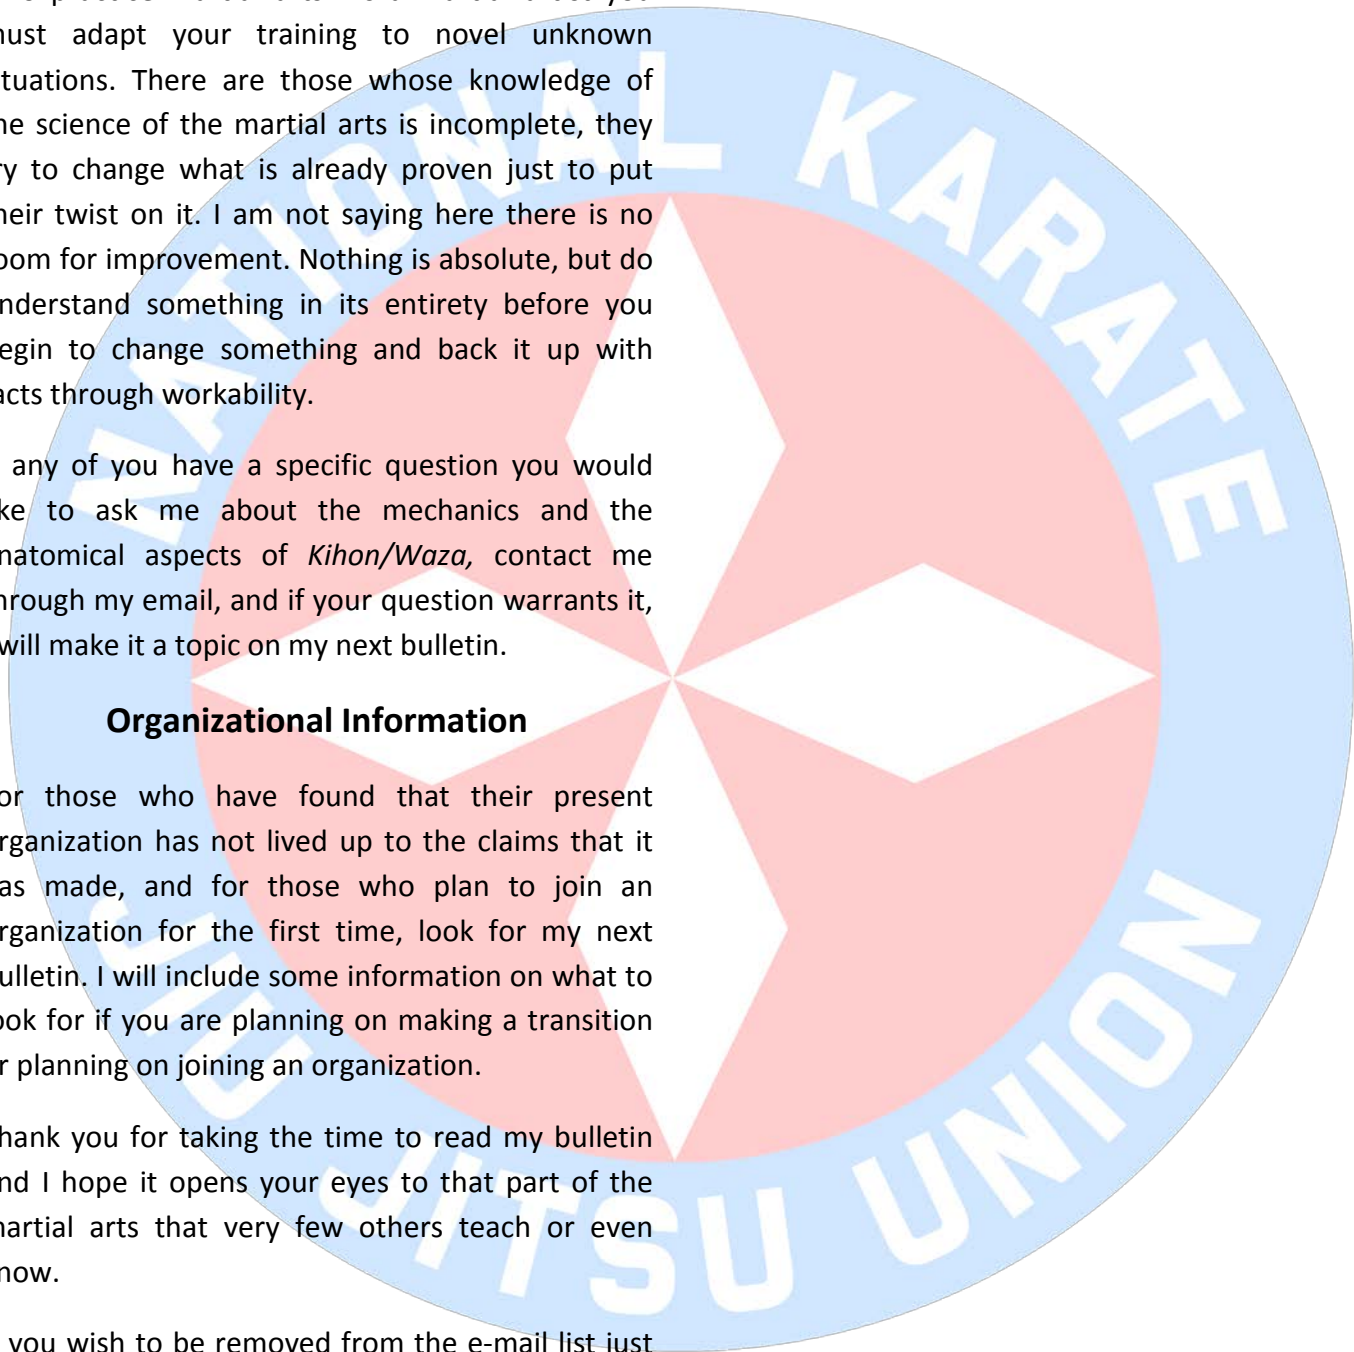 practice you
must adapt your training to novel unknown
tuations. There are those whose knowledge of
he science of the martial arts is incomplete, they
ry to change what is already proven just to put
heir twist on it. I am not saying here there is no
oom for improvement. Nothing is absolute, but do
nderstand something in its entirety before you
egin to change something and back it up with
acts through workability.
any of you have a specific question you would
ke to ask me about the mechanics and the
natomical aspects of Kihon/Waza, contact me
hrough my email, and if your question warrants it,
will make it a topic on my next bulletin.
Organizational Information
or those who have found that their present
rganization has not lived up to the claims that it
as made, and for those who plan to join an
rganization for the first time, look for my next
ulletin. I will include some information on what to
ook for if you are planning on making a transition
r planning on joining an organization.
hank you for taking the time to read my bulletin
nd I hope it opens your eyes to that part of the
martial arts that very few others teach or even
now.
you wish to be removed from the e-mail list just
NATIONAL KARATE
JIU JITSU UNION